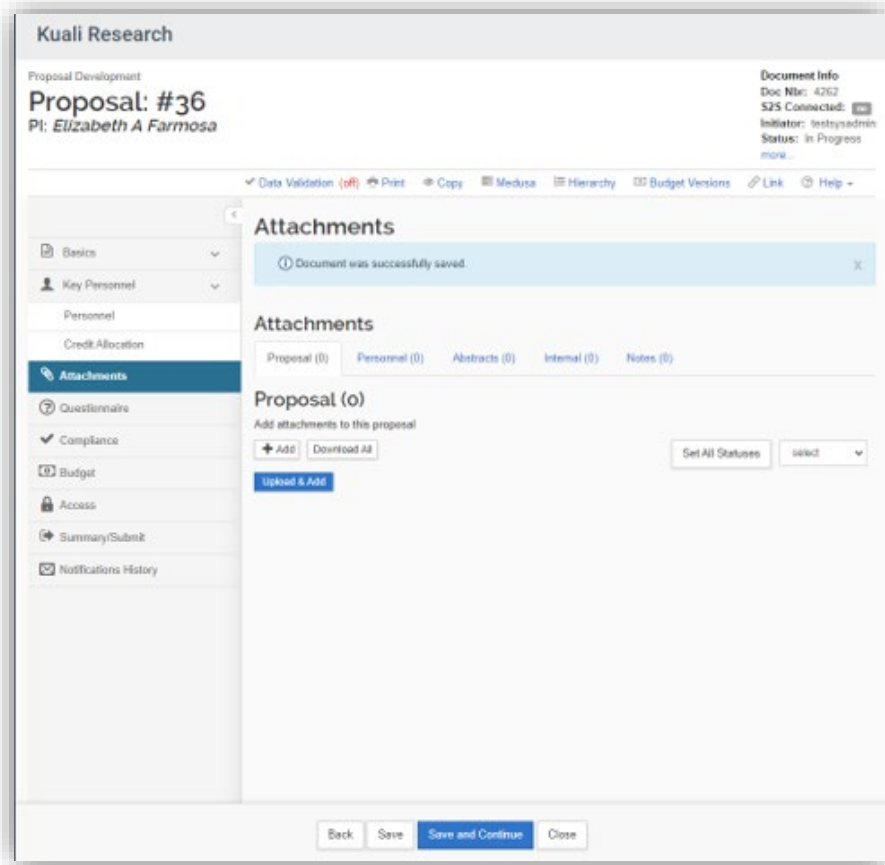 Kuali Research
Proposal Development
Proposal: #36
PI: Elizabeth A Farmosa
Document Info
Doc Nbr: 4262
S2S Connected: no
Initiator: testsysadmin
Status: In Progress
more...
Data Validation (off) Print Copy Medusa Hierarchy Budget Versions Link Help
Basics
Key Personnel
Personnel
Credit Allocation
Attachments
Questionnaire
Compliance
Budget
Access
Summary/Submit
Notifications History
Attachments
Document was successfully saved. X
Attachments
Proposal (0) Personnel (0) Abstracts (0) Internal (0) Notes (0)
Proposal (0)
Add attachments to this proposal
+ Add Download All Set All Statuses select
Upload & Add
Back Save Save and Continue Close